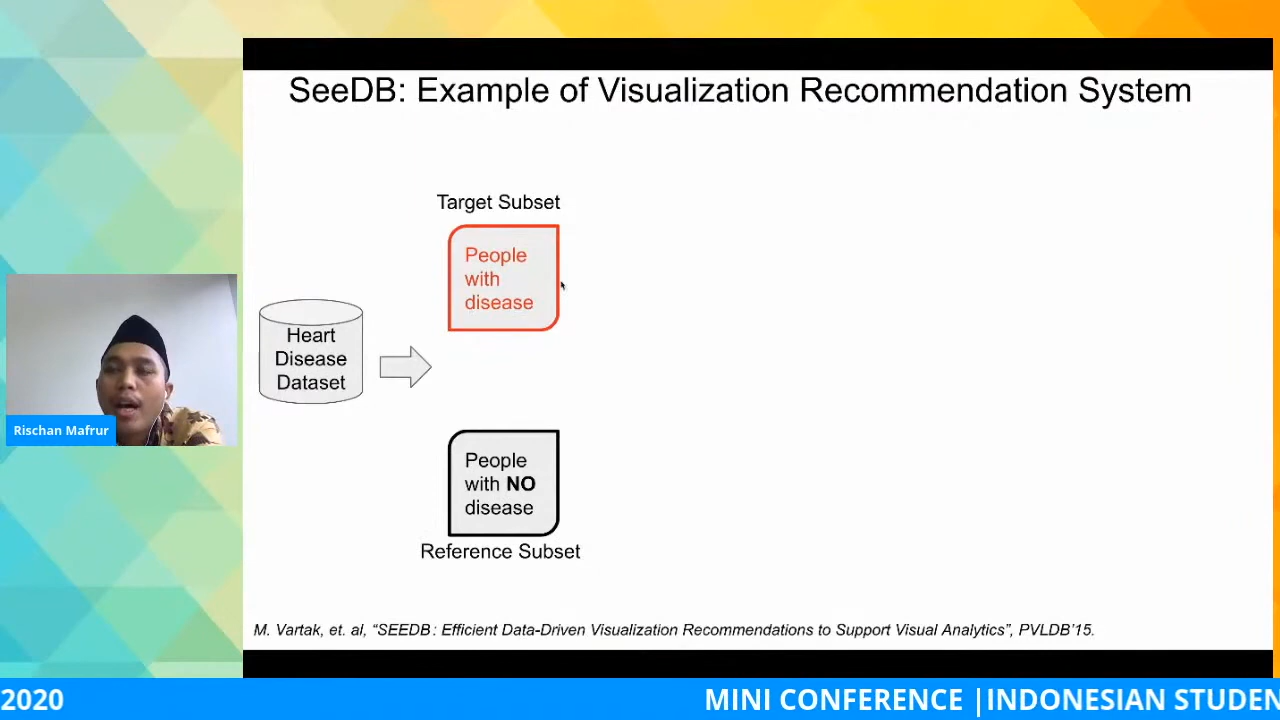 SeeDB: Example of Visualization Recommendation System
Target Subset
People
with
disease
Heart
Disease
Dataset
People
with NO
disease
Reference Subset
Rischan Mafrur
M. Vartak, et. al, “SEEDB: Efficient Data-Driven Visualization Recommendations to Support Visual Analytics”, PVLDB’15.
2020
MINI CONFERENCE |INDONESIAN STUDEN